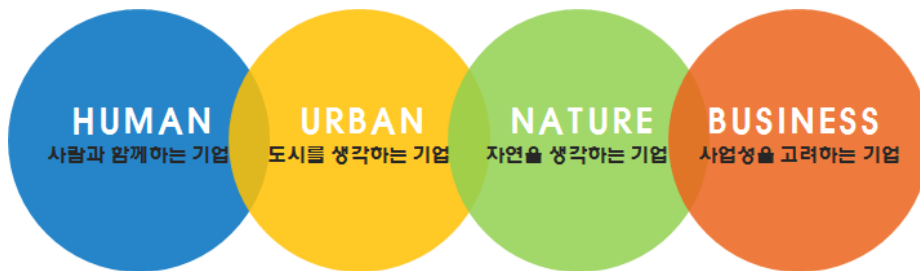 HUMAN
사람과 함께하는 기업
URBAN
도시를 생각하는 기업
NATURE
자연을 생각하는 기업
BUSINESS
사업성을 고려하는 기업